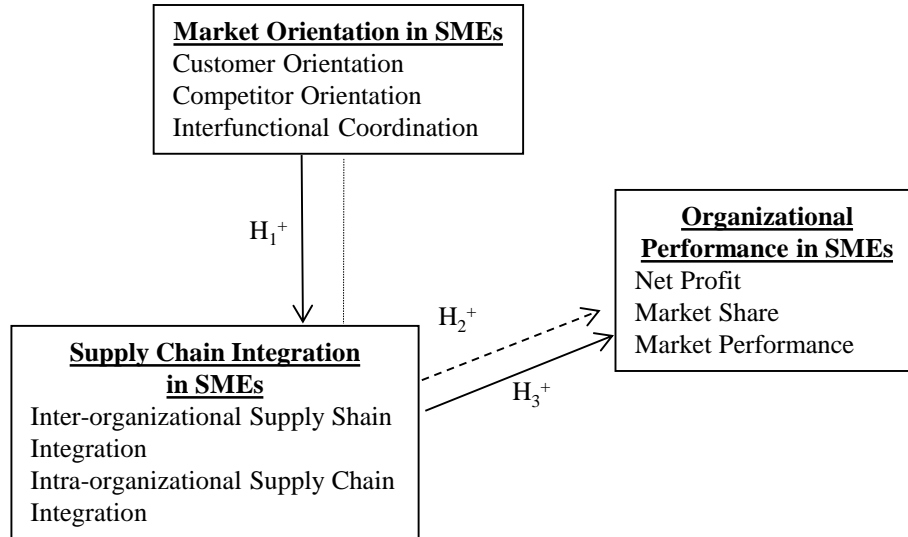 Market Orientation in SMEs
Customer Orientation
Competitor Orientation
Interfunctional Coordination
H₁⁺
Organizational
Performance in SMEs
Net Profit
Market Share
Market Performance
H₂⁺
H₃⁺
Supply Chain Integration
in SMEs
Inter-organizational Supply Shain
Integration
Intra-organizational Supply Chain
Integration